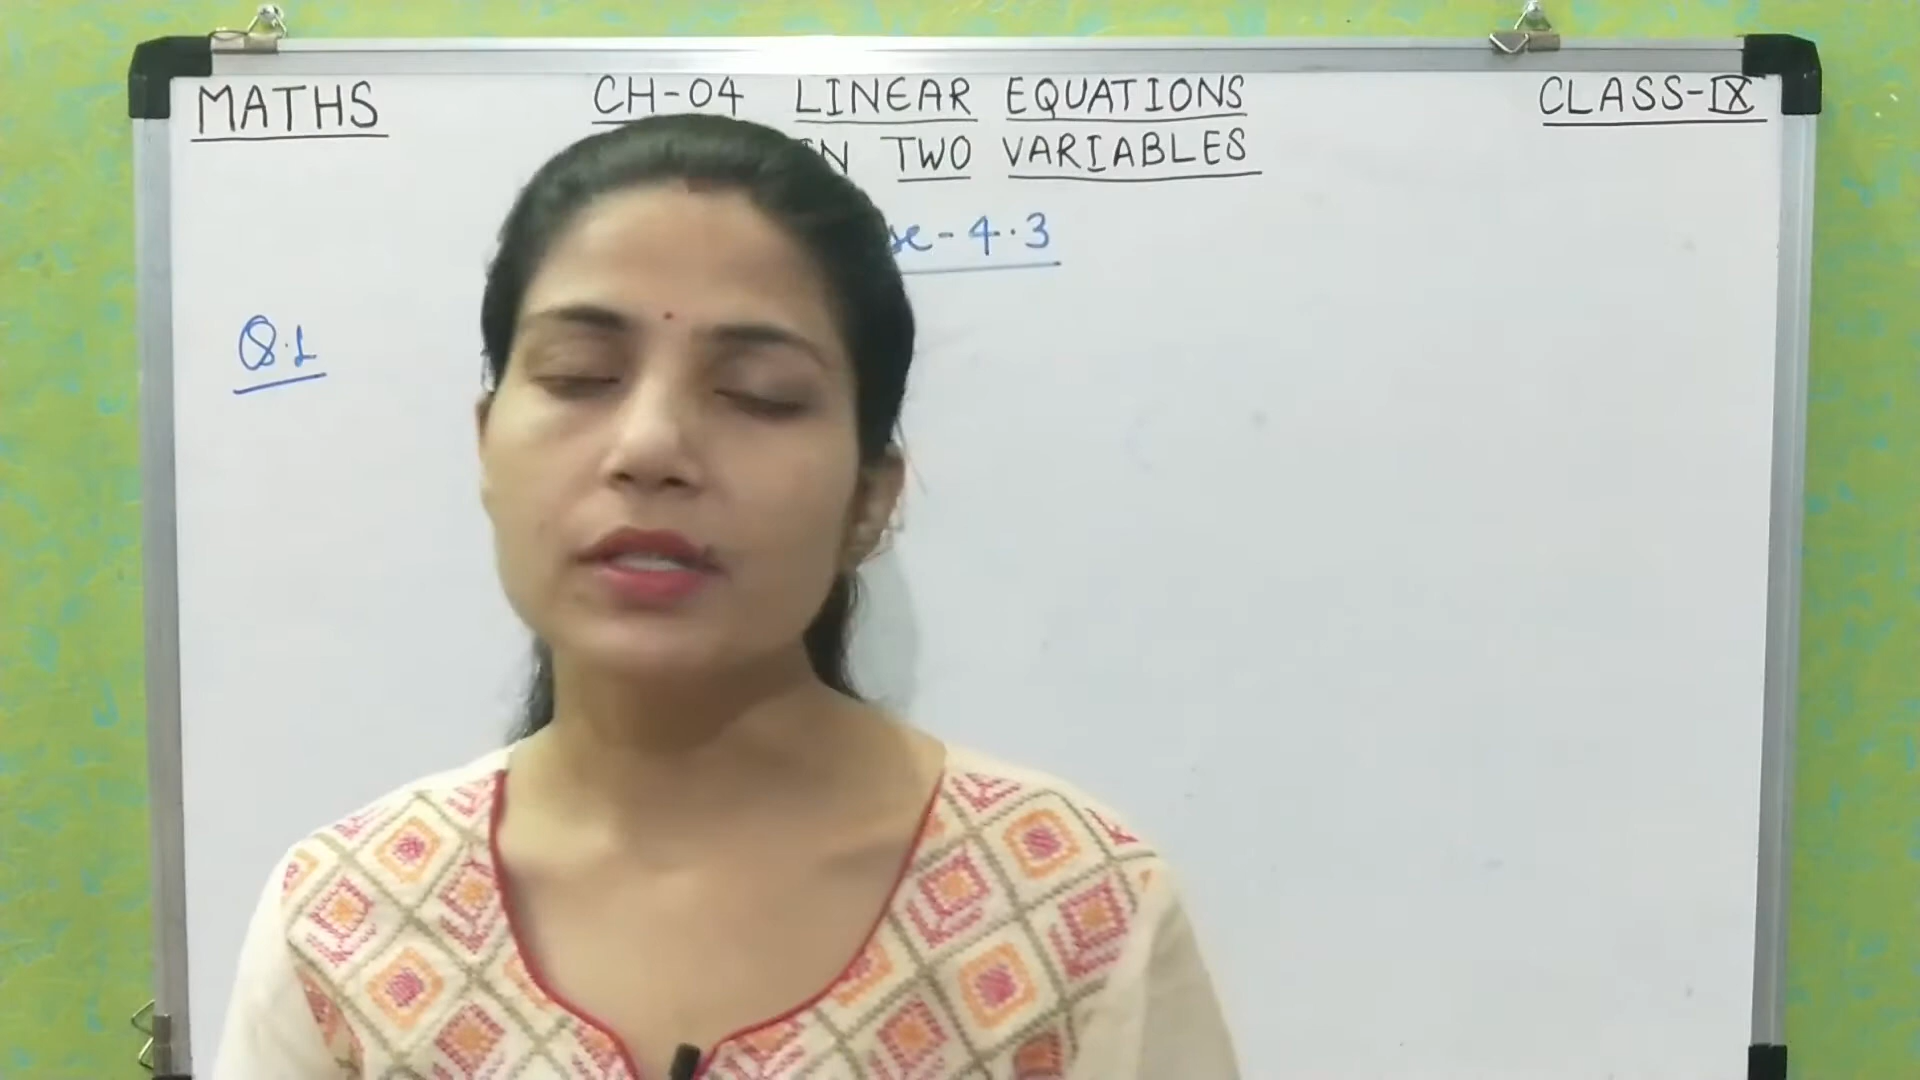 MATHS CH-04 LINEAR EQUATIONS CLASS-IX
TWO VARIABLES
4.3
Q.1